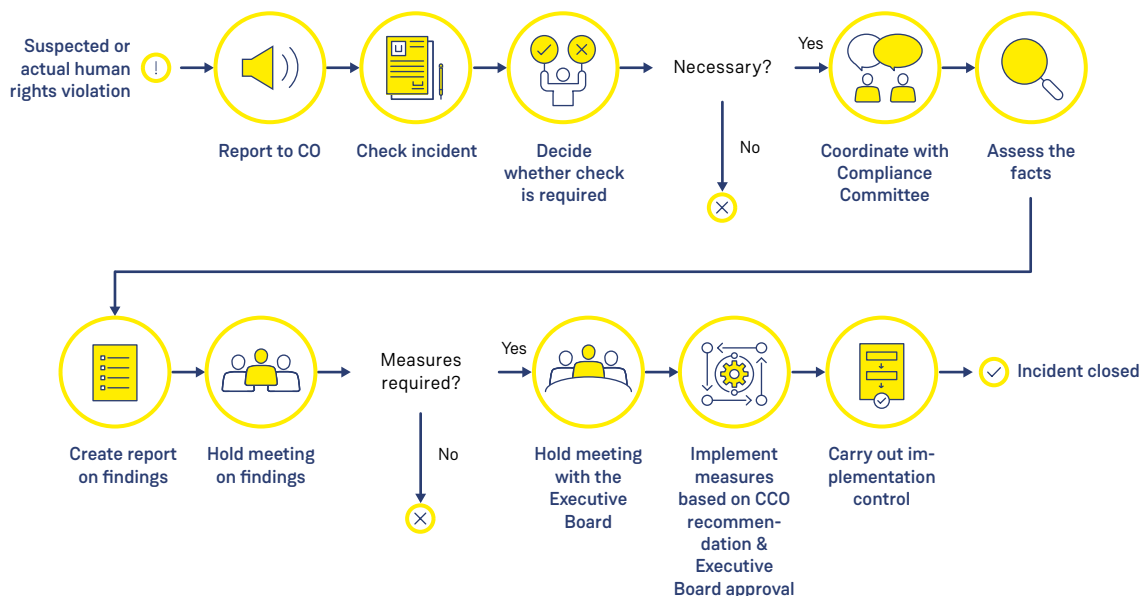 Suspected or
actual human
rights violation
!
Report to CO
Check incident
Decide
whether check
is required
Necessary?
Yes
No
Coordinate with
Compliance
Committee
Assess the
facts
Create report
on findings
Hold meeting
on findings
Measures
required?
Yes
No
Hold meeting
with the
Executive
Board
Implement
measures
based on CCO
recommen-
dation &
Executive
Board approval
Carry out im-
plementation
control
Incident closed